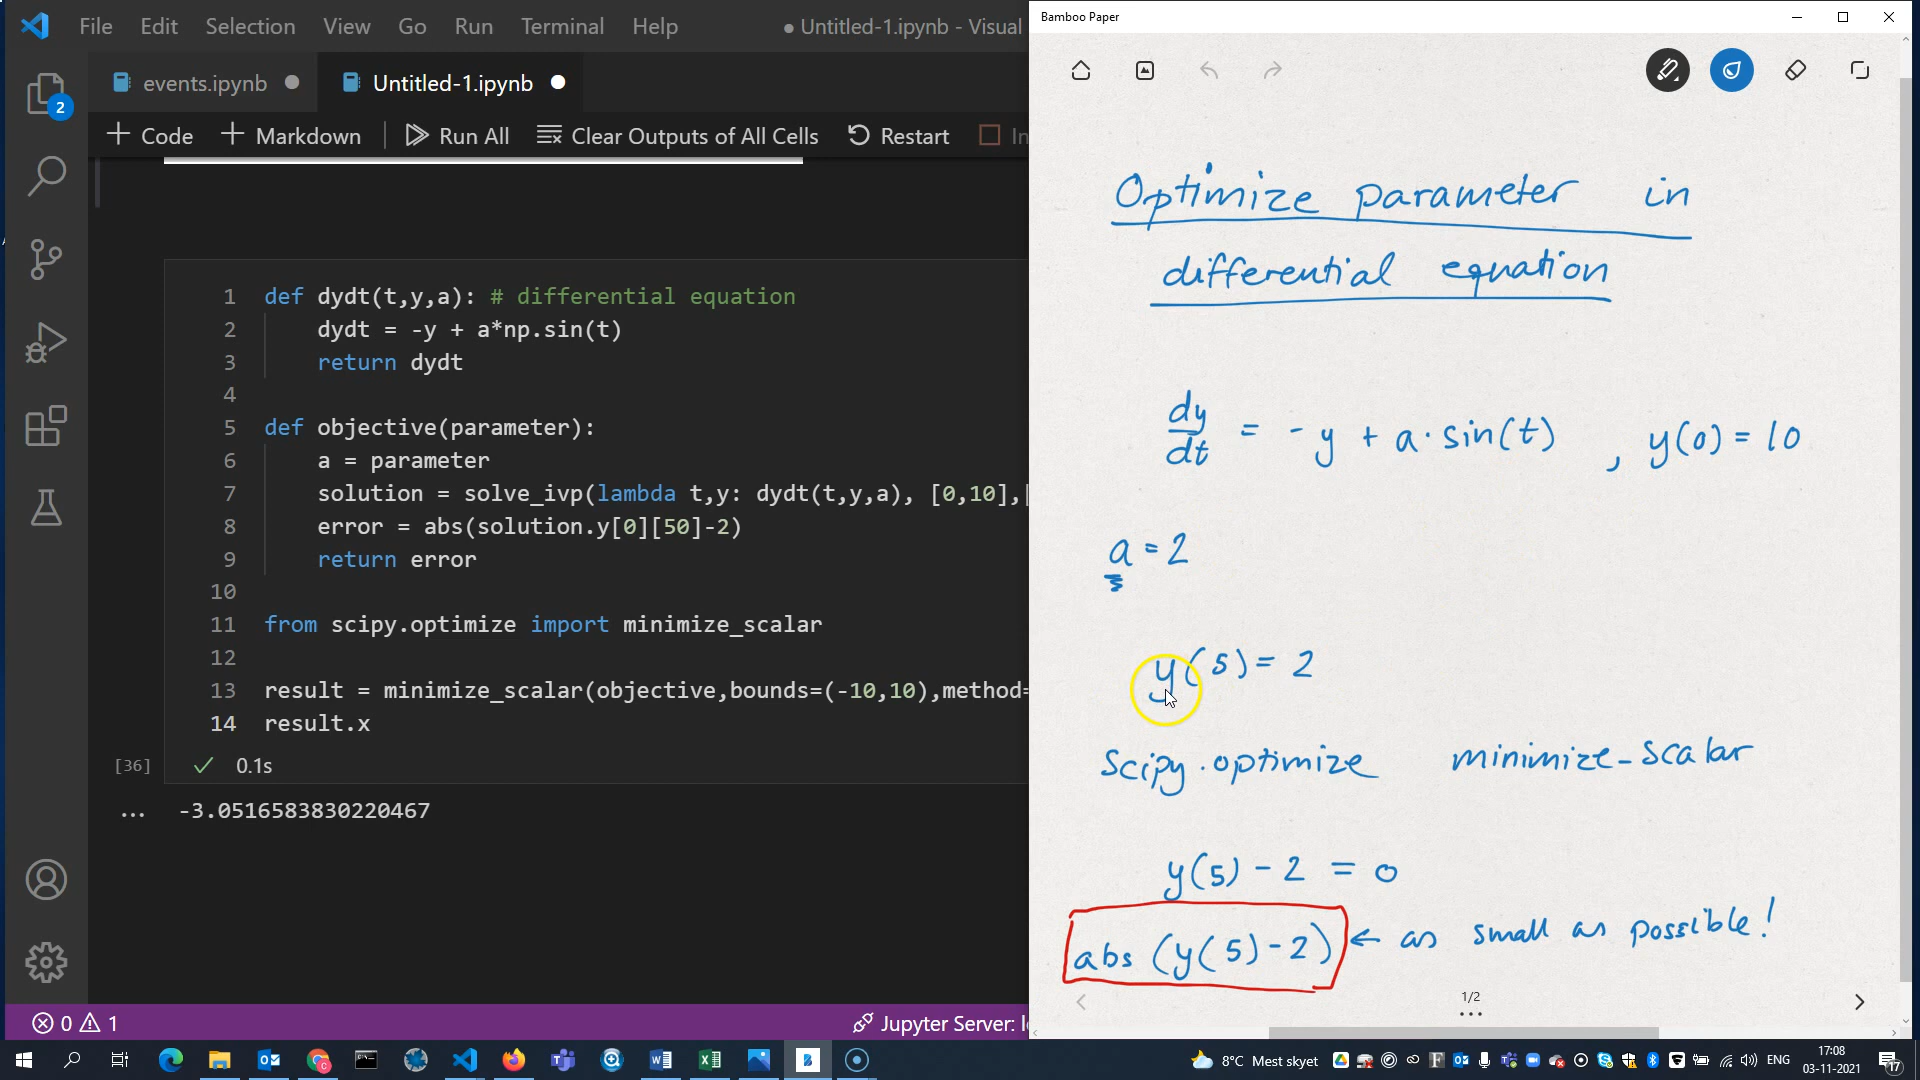 File Edit Selection View Go Run Terminal Help ● Untitled-1.ipynb - Visual
events.ipynb
Untitled-1.ipynb
2
+ Code + Markdown Run All Clear Outputs of All Cells Restart In
1 def dydt(t,y,a): # differential equation
2 dydt = -y + a*np.sin(t)
3 return dydt
4
5 def objective(parameter):
6 a = parameter
7 solution = solve_ivp(lambda t,y: dydt(t,y,a), [0,10],[
8 error = abs(solution.y[0][50]-2)
9 return error
10
11 from scipy.optimize import minimize_scalar
12
13 result = minimize_scalar(objective,bounds=(-10,10),method=
14 result.x
[36] ✓ 0.1s
... -3.0516583830220467
0 1 Jupyter Server: l
Bamboo Paper
Optimize parameter in
differential equation
dy/dt = -y + a·sin(t) , y(0) = 10
a = 2
y(5) = 2
Scipy.optimize minimize_scalar
y(5) - 2 = 0
abs (y(5) - 2) ← as small as possible!
1/2
8°C Mest skyet ENG 17:08
03-11-2021
17